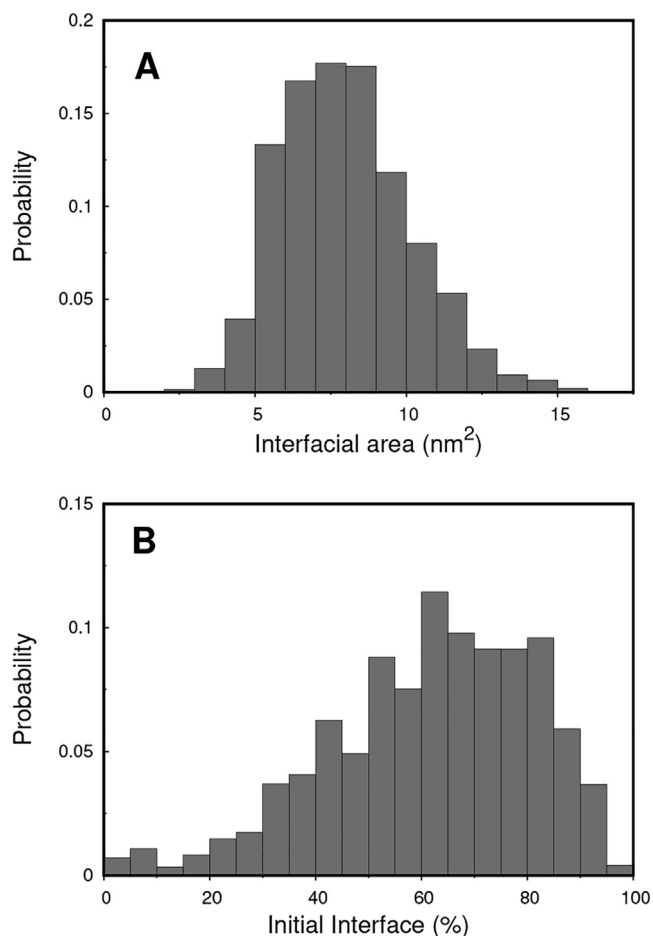 A
Probability
0.2
0.15
0.1
0.05
0
0 5 10 15
Interfacial area (nm²)
B
Probability
0.15
0.1
0.05
0
0 20 40 60 80 100
Initial Interface (%)